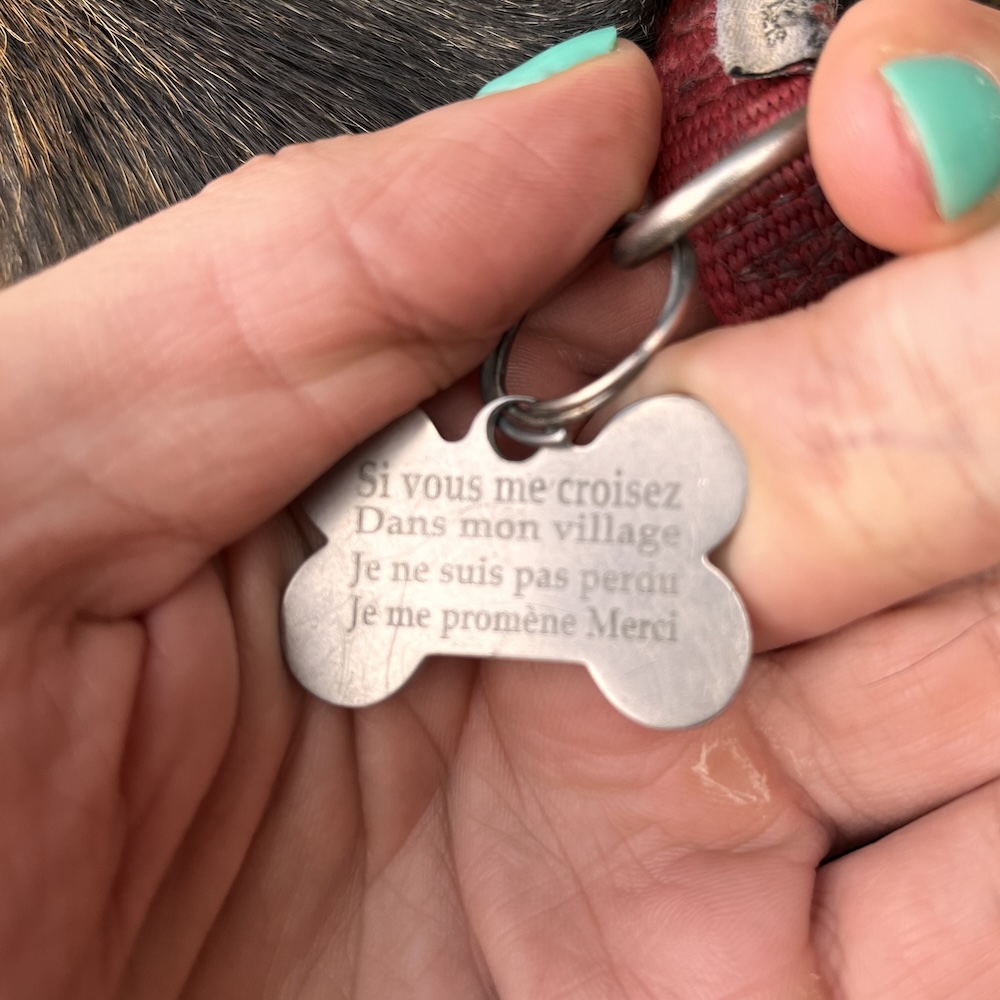 Si vous me croisez
Dans mon village
Je ne suis pas perdu
Je me promène Merci